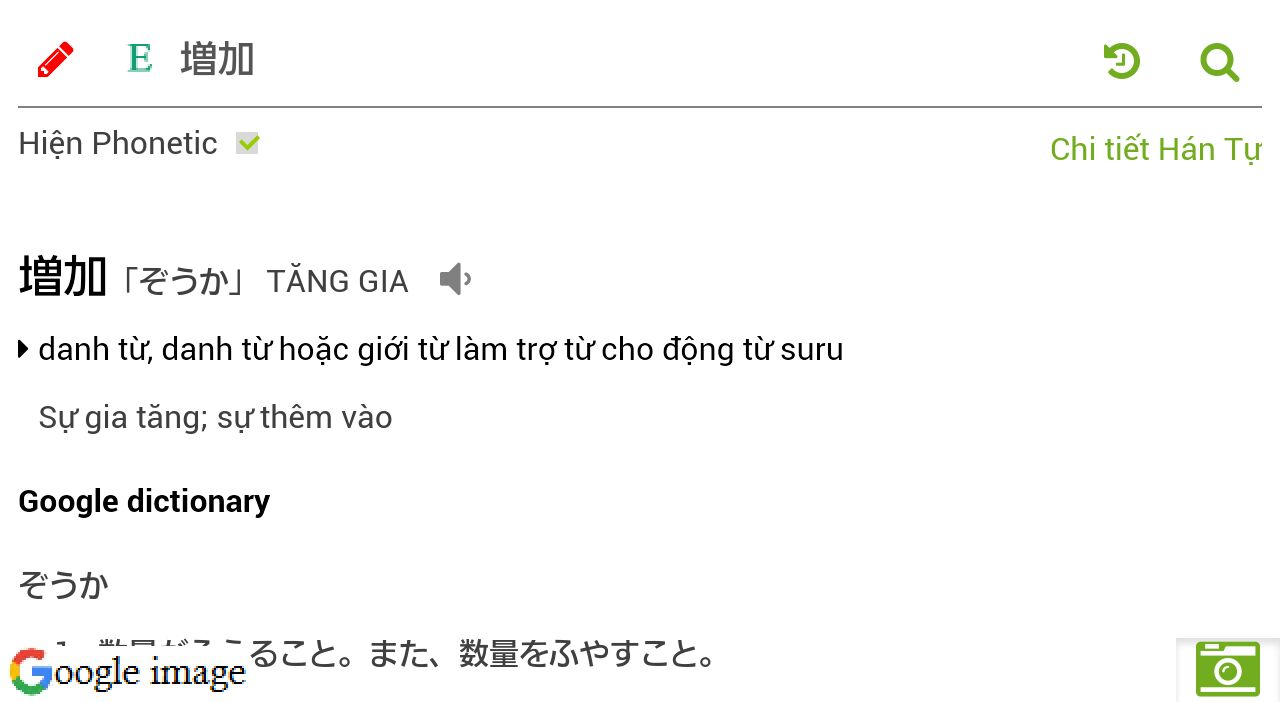 E 増加
Hiện Phonetic
Chi tiết Hán Tự
増加「ぞうか」 TĂNG GIA
danh từ, danh từ hoặc giới từ làm trợ từ cho động từ suru
Sự gia tăng; sự thêm vào
Google dictionary
ぞうか
ること。また、数量をふやすこと。
Google image